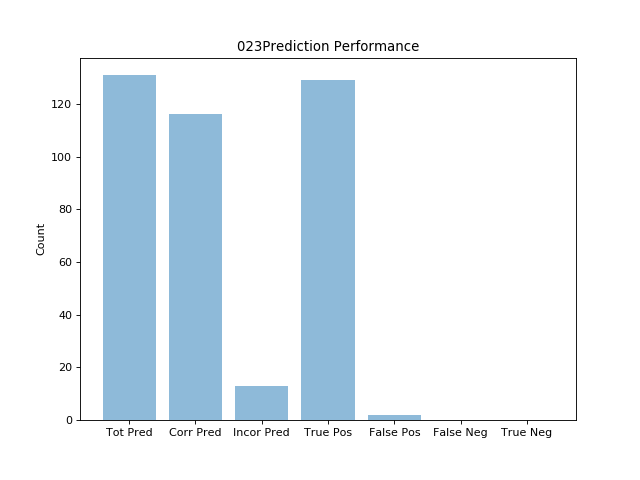 023Prediction Performance
120
100
80
60
40
20
0
Count
Tot Pred Corr Pred Incor Pred True Pos False Pos False Neg True Neg